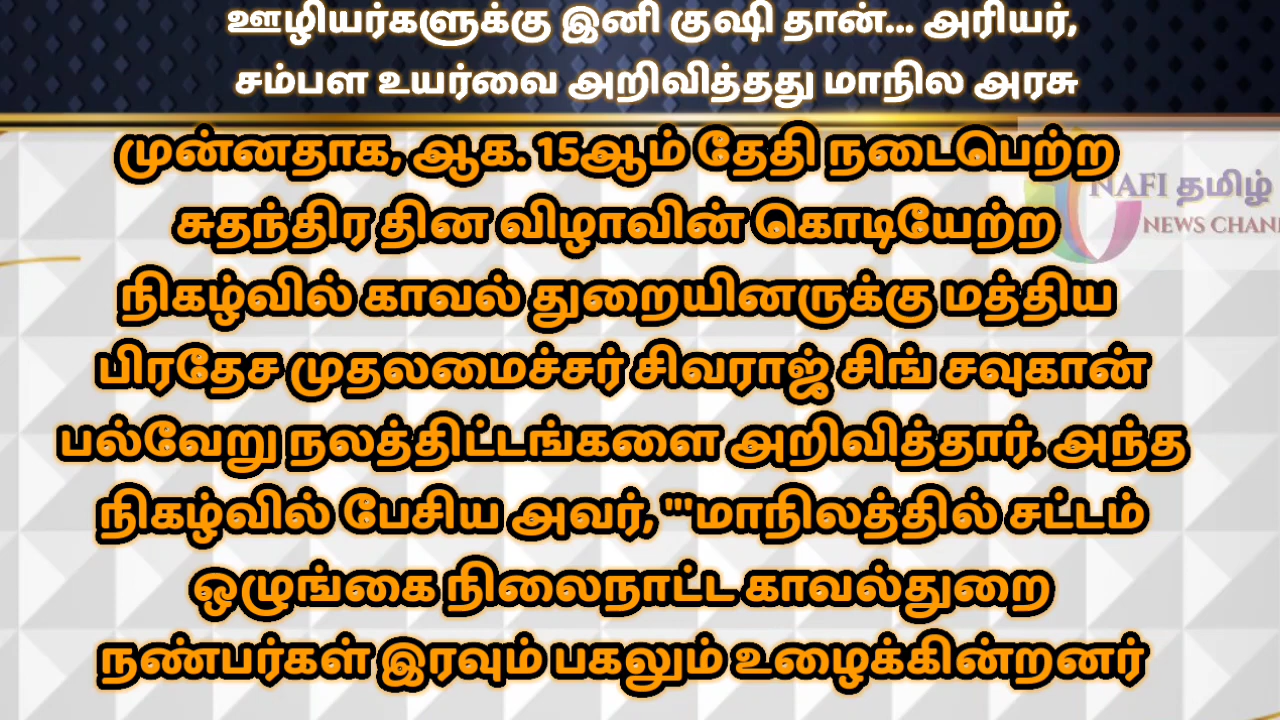 ஊழியர்களுக்கு இனி குஷி தான்... அரியர்,
சம்பள உயர்வை அறிவித்தது மாநில அரசு
முன்னதாக, ஆக. 15ஆம் தேதி நடைபெற்ற
சுதந்திர தின விழாவின் கொடியேற்ற
நிகழ்வில் காவல் துறையினருக்கு மத்திய
பிரதேச முதலமைச்சர் சிவராஜ் சிங் சவுகான்
பல்வேறு நலத்திட்டங்களை அறிவித்தார். அந்த
நிகழ்வில் பேசிய அவர், "'மாநிலத்தில் சட்டம்
ஒழுங்கை நிலைநாட்ட காவல்துறை
நண்பர்கள் இரவும் பகலும் உழைக்கின்றனர்
NAFI தமிழ்
NEWS CHAN